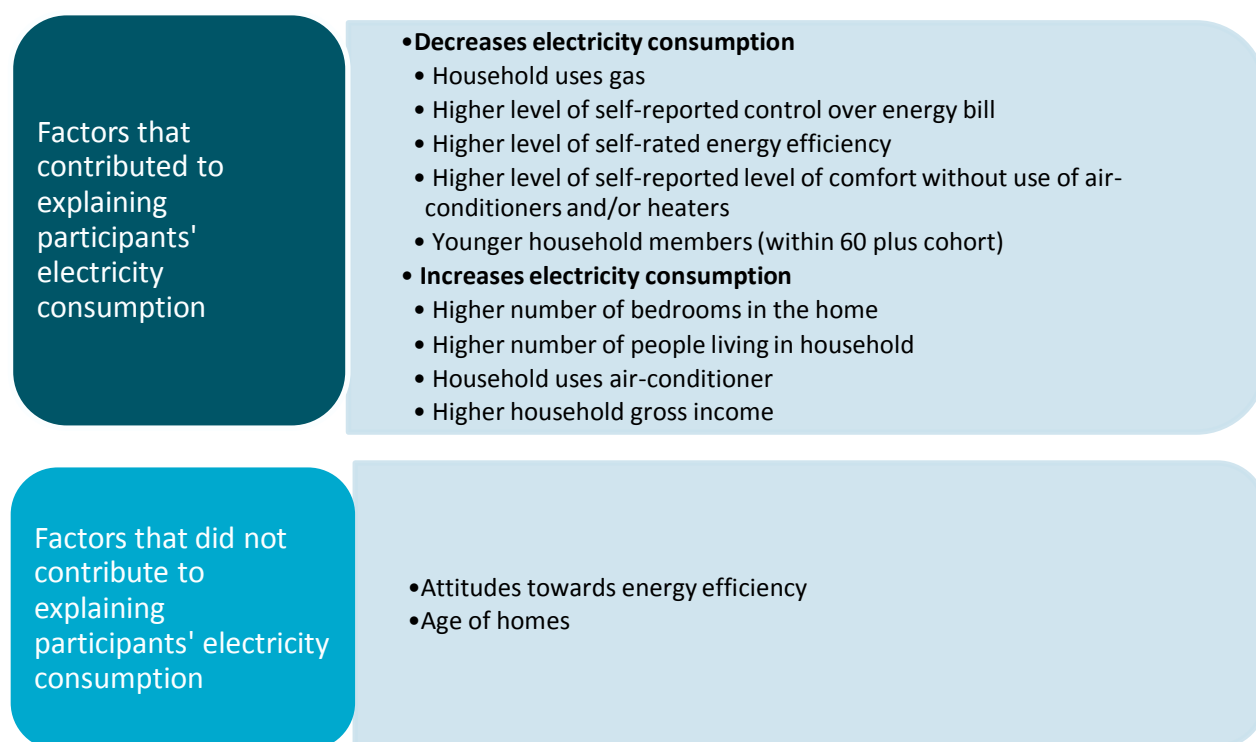 Factors that
contributed to
explaining
participants'
electricity
consumption
•Decreases electricity consumption
• Household uses gas
• Higher level of self-reported control over energy bill
• Higher level of self-rated energy efficiency
• Higher level of self-reported level of comfort without use of air-
conditioners and/or heaters
• Younger household members (within 60 plus cohort)
• Increases electricity consumption
• Higher number of bedrooms in the home
• Higher number of people living in household
• Household uses air-conditioner
• Higher household gross income
Factors that did not
contribute to
explaining
participants' electricity
consumption
•Attitudes towards energy efficiency
•Age of homes